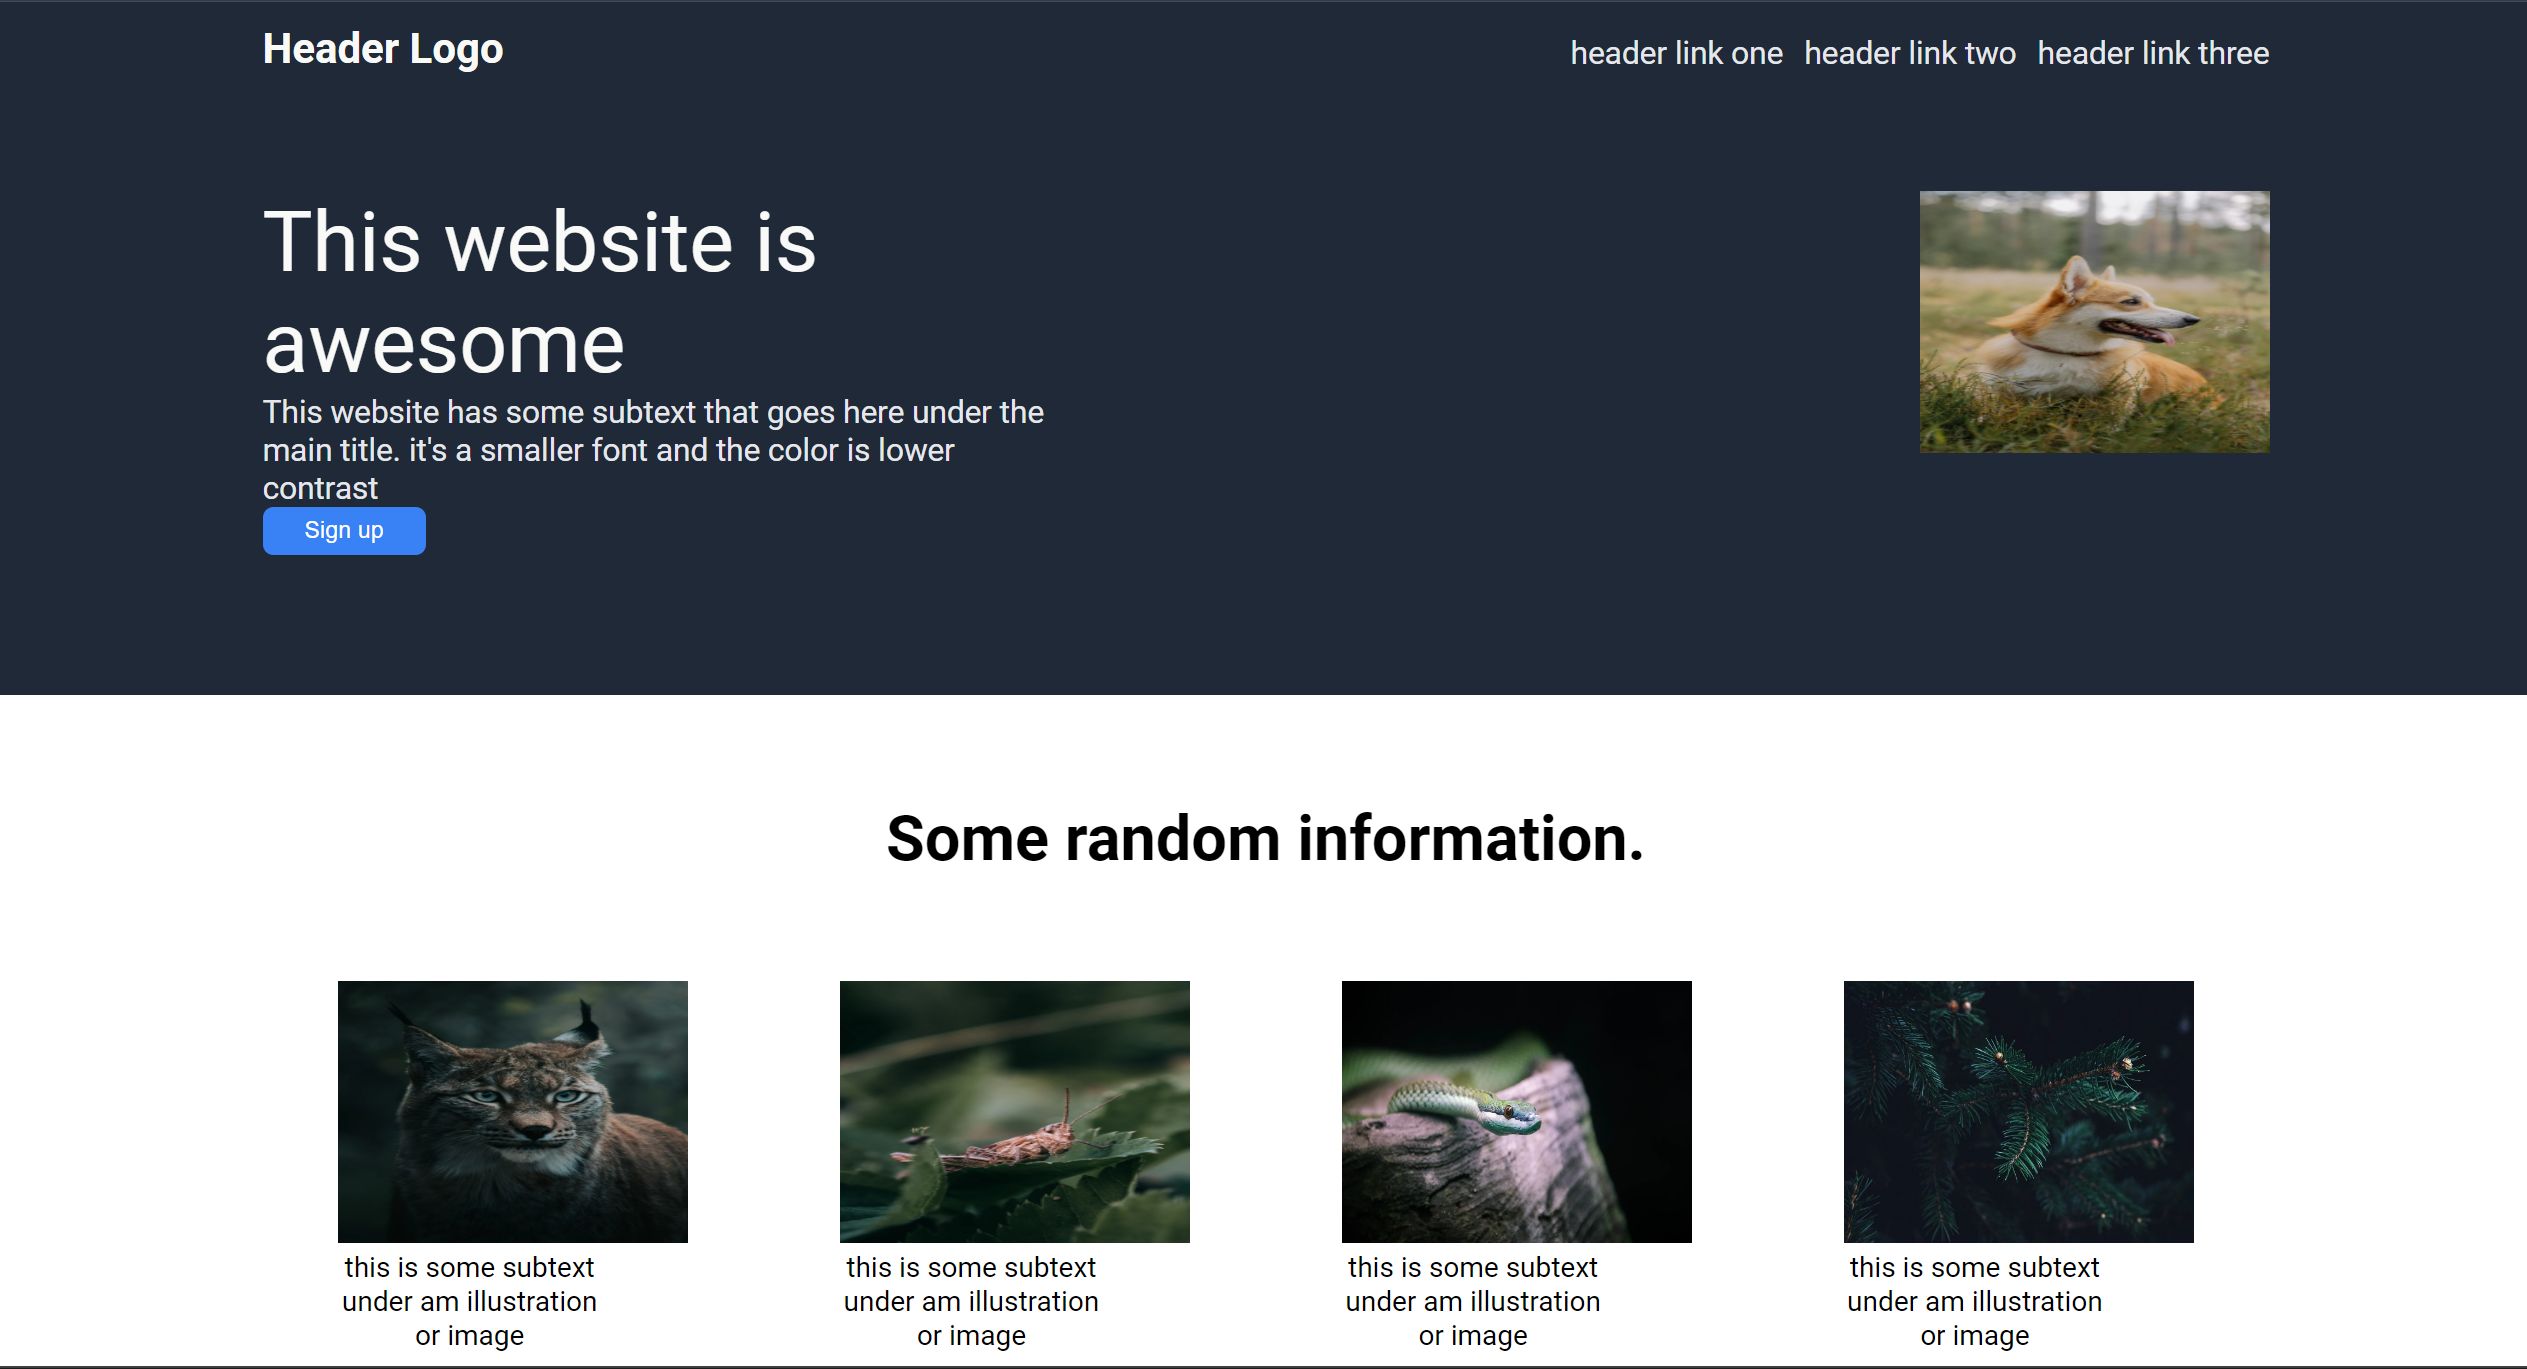 Header Logo
header link one header link two header link three
This website is
awesome
This website has some subtext that goes here under the
main title. it's a smaller font and the color is lower
contrast
Sign up
Some random information.
this is some subtext
under am illustration
or image
this is some subtext
under am illustration
or image
this is some subtext
under am illustration
or image
this is some subtext
under am illustration
or image